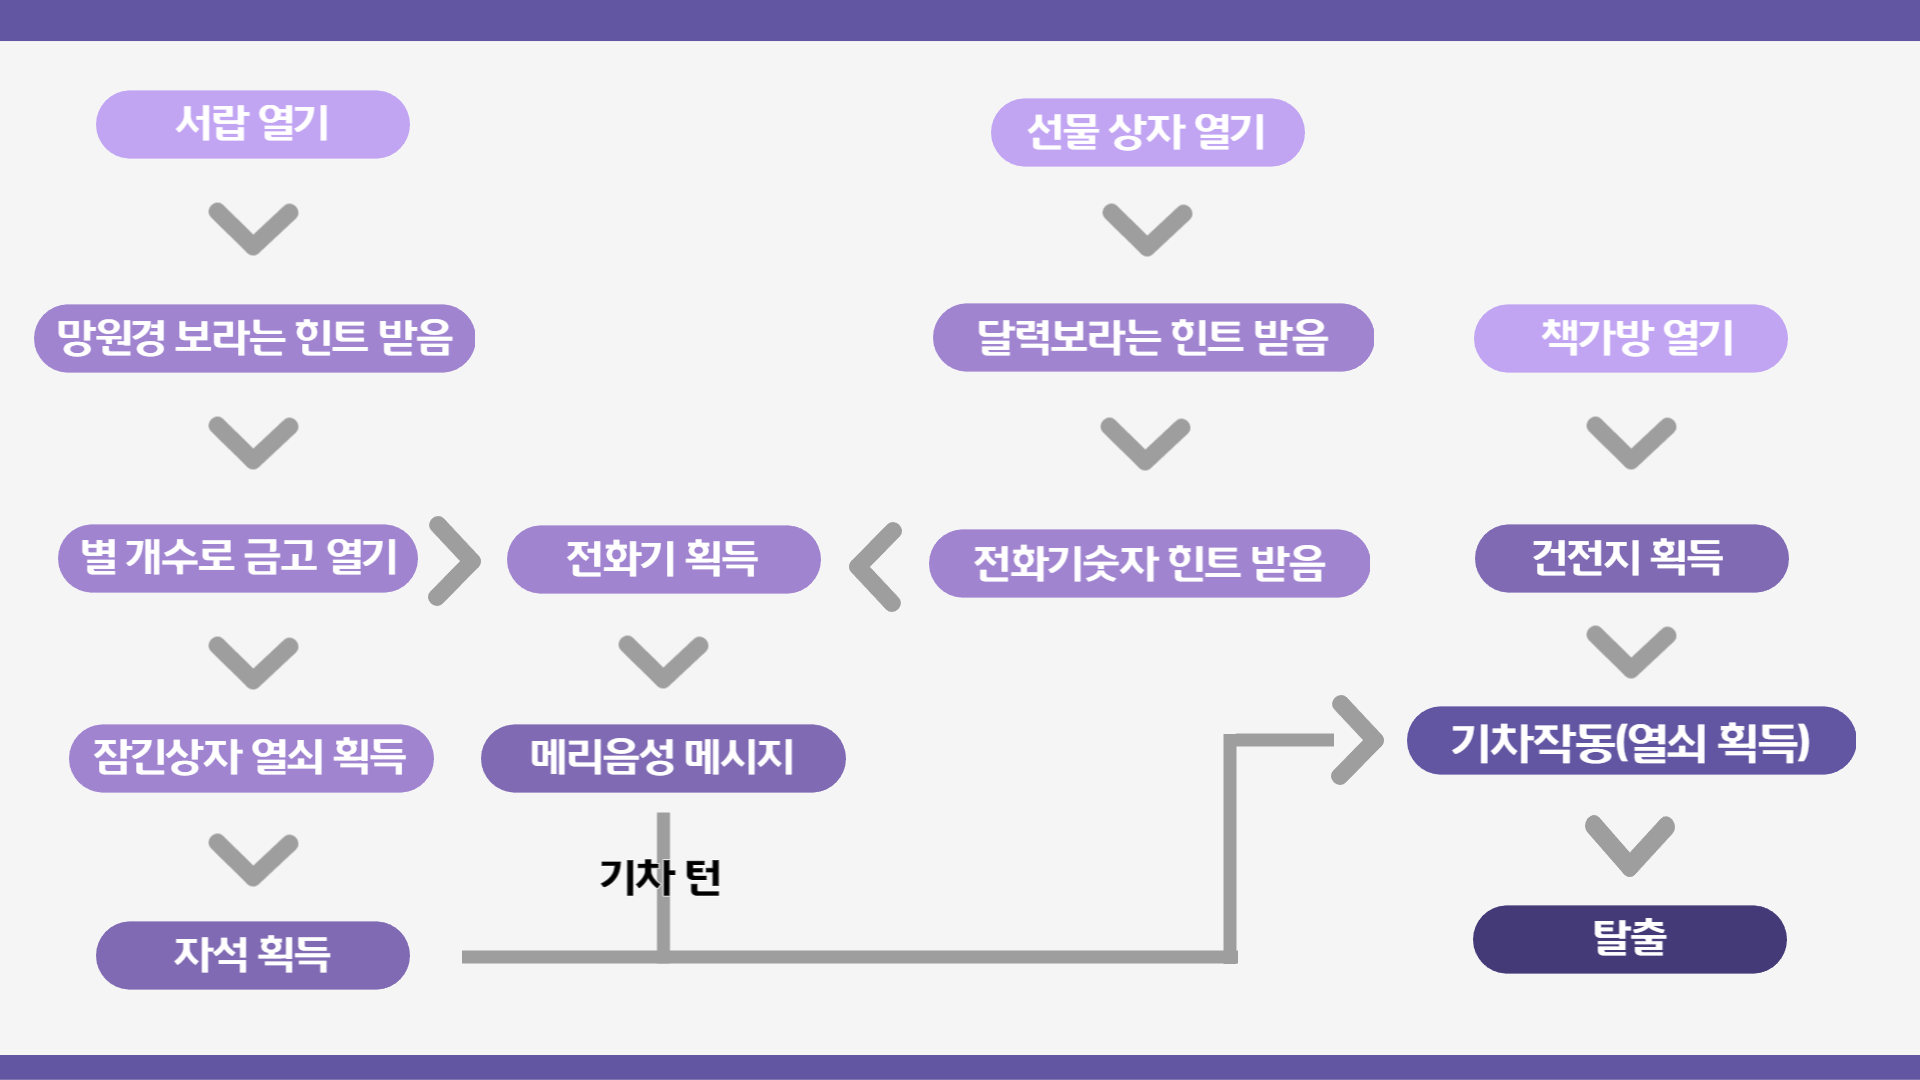 서랍 열기
선물 상자 열기
망원경 보라는 힌트 받음
달력보라는 힌트 받음
책가방 열기
별 개수로 금고 열기
전화기 획득
전화기숫자 힌트 받음
건전지 획득
잠긴상자 열쇠 획득
메리음성 메시지
기차작동(열쇠 획득)
기차 턴
자석 획득
탈출